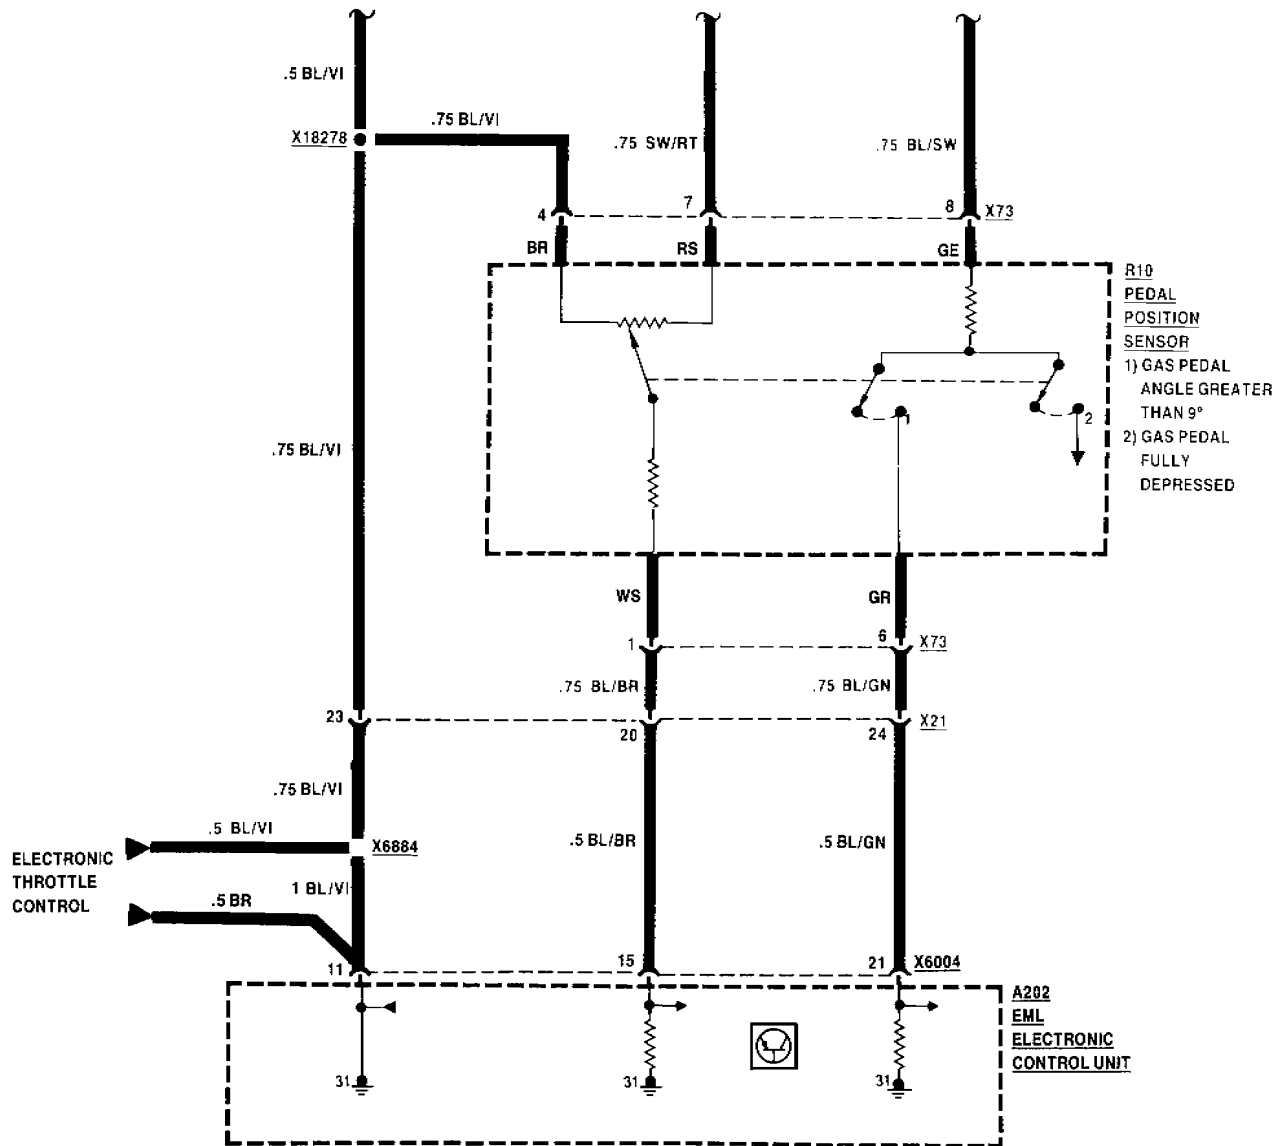 .5 BL/VI
.75 BL/VI
X18278
.75 SW/RT
.75 BL/SW
4
7
8
X73
BR
RS
GE
R10
PEDAL
POSITION
SENSOR
1) GAS PEDAL
ANGLE GREATER
THAN 9°
2) GAS PEDAL
FULLY
DEPRESSED
1
2
.75 BL/VI
WS
GR
1
6
X73
.75 BL/BR
.75 BL/GN
23
20
24
X21
.75 BL/VI
.5 BL/VI
X6884
.5 BL/BR
.5 BL/GN
ELECTRONIC
THROTTLE
CONTROL
1 BL/VI
.5 BR
11
15
21
X6004
A202
EML
ELECTRONIC
CONTROL UNIT
31
31
31